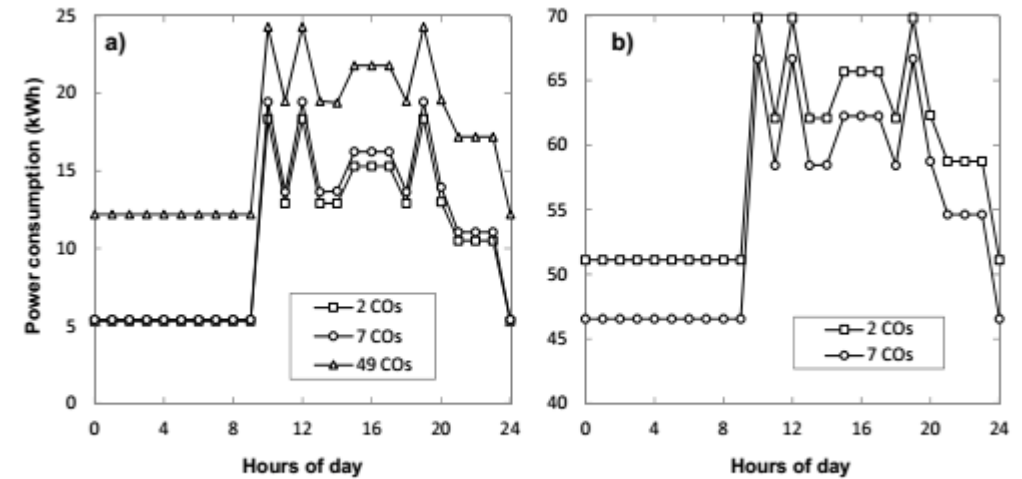 a)
Power consumption (kWh)
25
20
15
10
5
0
2 COs
7 COs
49 COs
0 4 8 12 16 20 24
Hours of day
b)
70
65
60
55
50
45
40
2 COs
7 COs
0 4 8 12 16 20 24
Hours of day